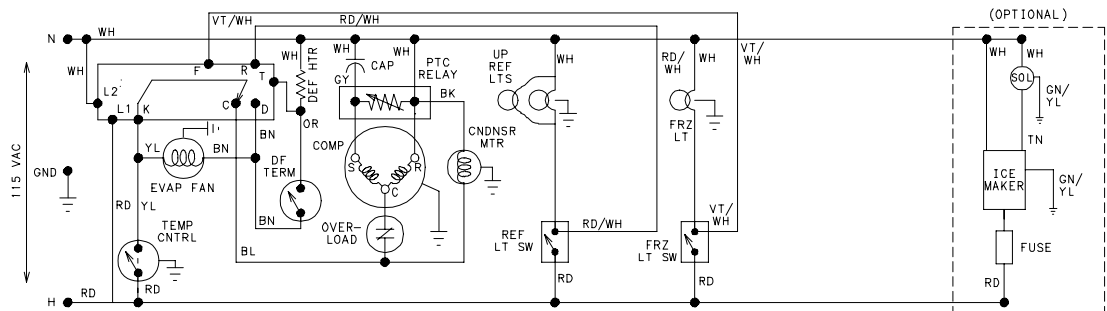 (OPTIONAL)
VT/WH
RD/WH
N
WH
WH
F
R
T
WH
DEF HTR
WH
CAP
GY
PTC
RELAY
WH
BK
UP
REF
LTS
WH
RD/
WH
WH
VT/
WH
FRZ
LT
WH
WH
SOL
GN/
YL
TN
L2
L1
K
C
D
BN
OR
115 VAC
GND
YL
BN
EVAP FAN
DF
TERM
COMP
S
R
C
CNDNSR
MTR
ICE
MAKER
GN/
YL
RD
YL
TEMP
CNTRL
BN
BL
OVER-
LOAD
REF
LT SW
RD/WH
VT/
WH
FRZ
LT SW
FUSE
H
RD
RD
RD
RD
RD